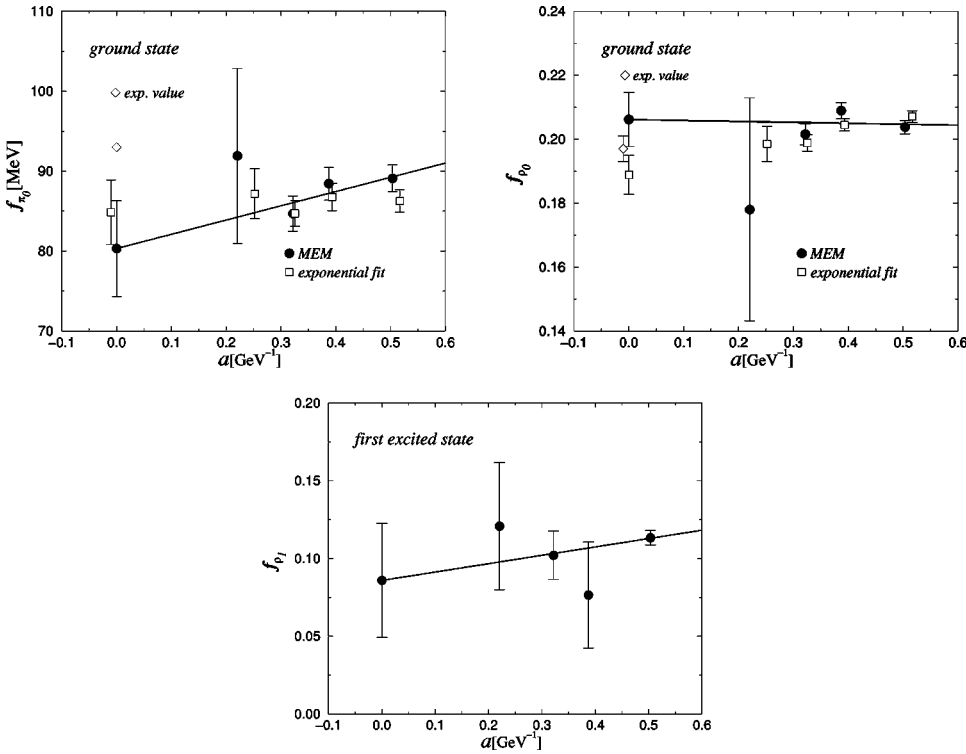 110
100
90
80
70
f_π0[MeV]
ground state
exp. value
MEM
exponential fit
−0.1 0.0 0.1 0.2 0.3 0.4 0.5 0.6
a[GeV⁻¹]
0.24
0.22
0.20
0.18
0.16
0.14
f_ρ0
ground state
exp. value
MEM
exponential fit
−0.1 0.0 0.1 0.2 0.3 0.4 0.5 0.6
a[GeV⁻¹]
0.20
0.15
0.10
0.05
0.00
f_ρ1
first excited state
−0.1 0.0 0.1 0.2 0.3 0.4 0.5 0.6
a[GeV⁻¹]